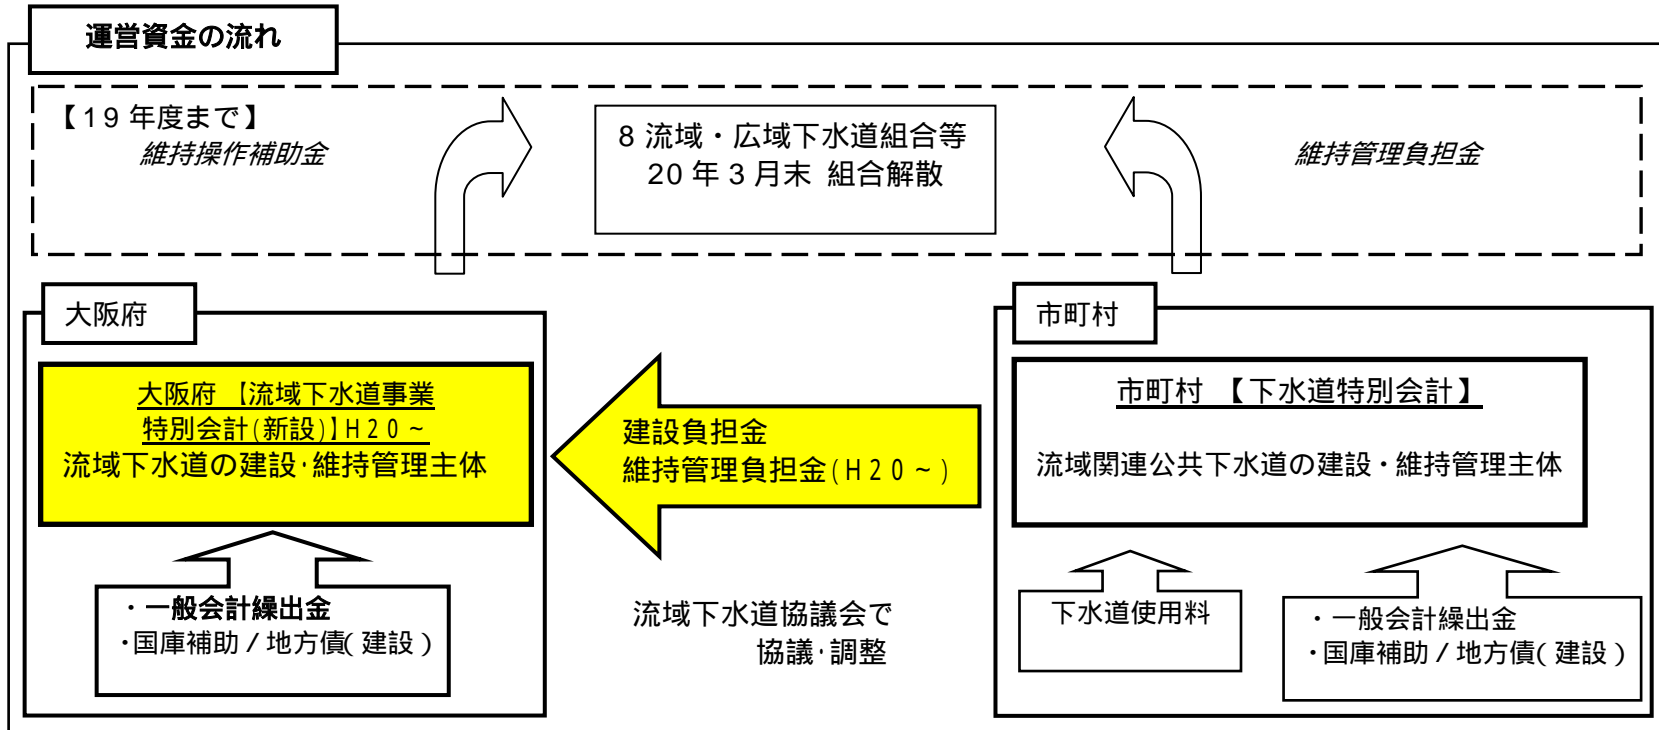 運営資金の流れ
【19年度まで】
維持操作補助金
8流域・広域下水道組合等
20年3月末 組合解散
維持管理負担金
大阪府
大阪府 【流域下水道事業
特別会計(新設)】H20~
流域下水道の建設・維持管理主体
・一般会計繰出金
・国庫補助/地方債(建設)
建設負担金
維持管理負担金(H20~)
流域下水道協議会で
協議・調整
市町村
市町村 【下水道特別会計】
流域関連公共下水道の建設・維持管理主体
下水道使用料
・一般会計繰出金
・国庫補助/地方債(建設)